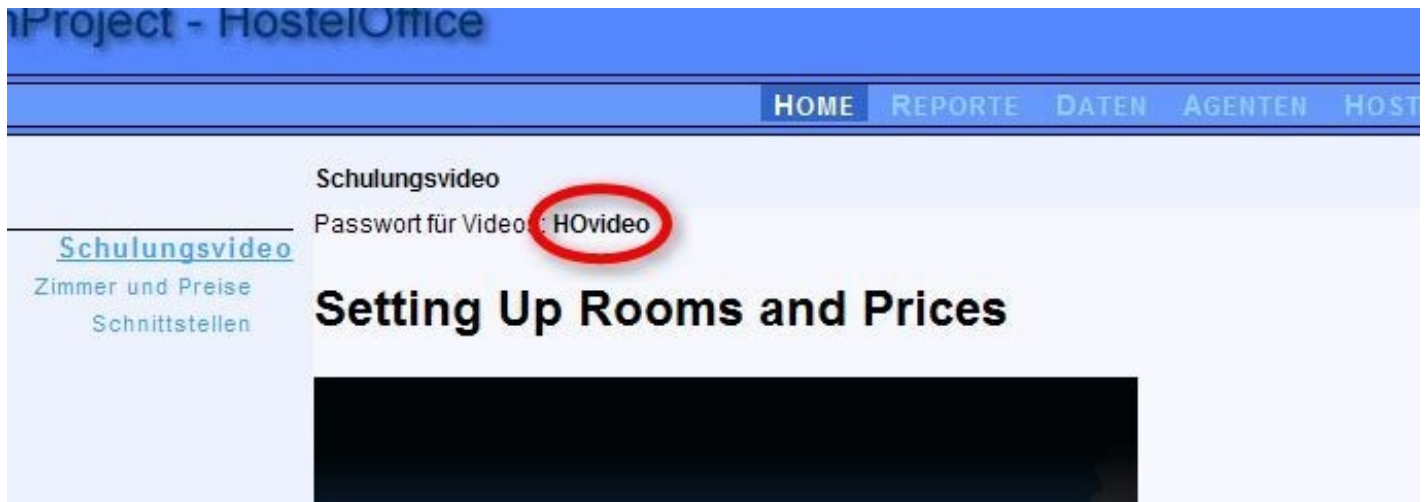 Project - HostelOffice
HOME REPORTE DATEN AGENTEN
Schulungsvideo
Passwort für Videos: HOvideo
Schulungsvideo
Zimmer und Preise
Schnittstellen
Setting Up Rooms and Prices